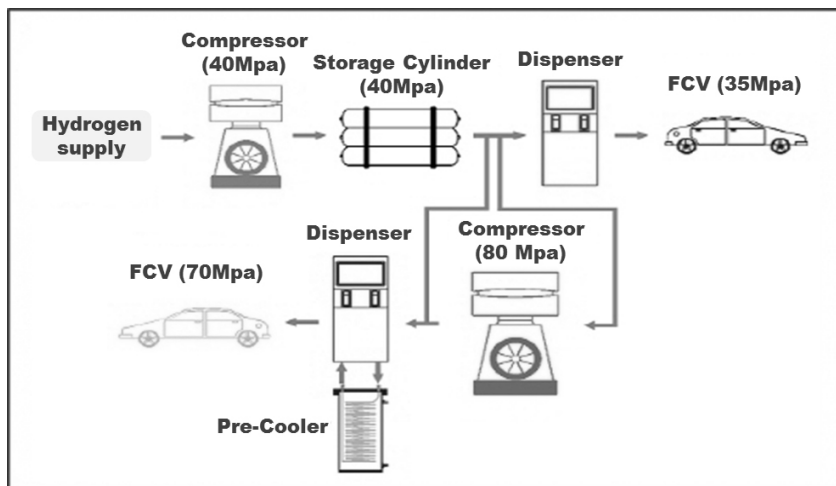 Compressor
(40Mpa)
Storage Cylinder
(40Mpa)
Dispenser
FCV (35Mpa)
Hydrogen
supply
Dispenser
Compressor
(80 Mpa)
FCV (70Mpa)
Pre-Cooler